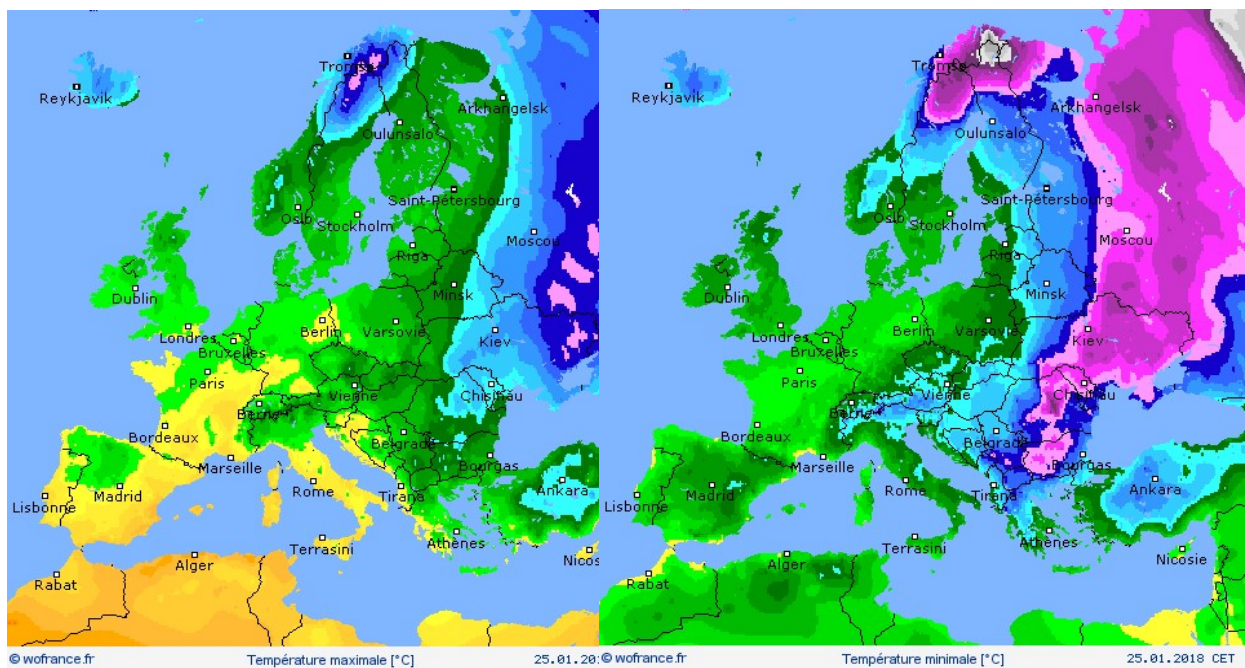 Tromsø
Reykjavik
Arkhangelsk
Oulunsalo
Saint-Pétersbourg
Oslo
Stockholm
Moscou
Riga
Dublin
Minsk
Londres
Berlin
Varsovie
Kiev
Bruxelles
Paris
Vienne
Chisinau
Berne
Bordeaux
Belgrade
Marseille
Bourgas
Madrid
Rome
Tirana
Ankara
Lisbonne
Athènes
Terrasini
Nicos
Alger
Rabat
© wofrance.fr Température maximale [°C] 25.01.20
Tromsø
Reykjavik
Arkhangelsk
Oulunsalo
Saint-Pétersbourg
Oslo
Stockholm
Moscou
Riga
Dublin
Minsk
Londres
Berlin
Varsovie
Kiev
Bruxelles
Paris
Vienne
Chisinau
Berne
Bordeaux
Belgrade
Marseille
Bourgas
Madrid
Rome
Tirana
Ankara
Lisbonne
Athènes
Terrasini
Nicosie
Alger
Rabat
© wofrance.fr Température minimale [°C] 25.01.2018 CET